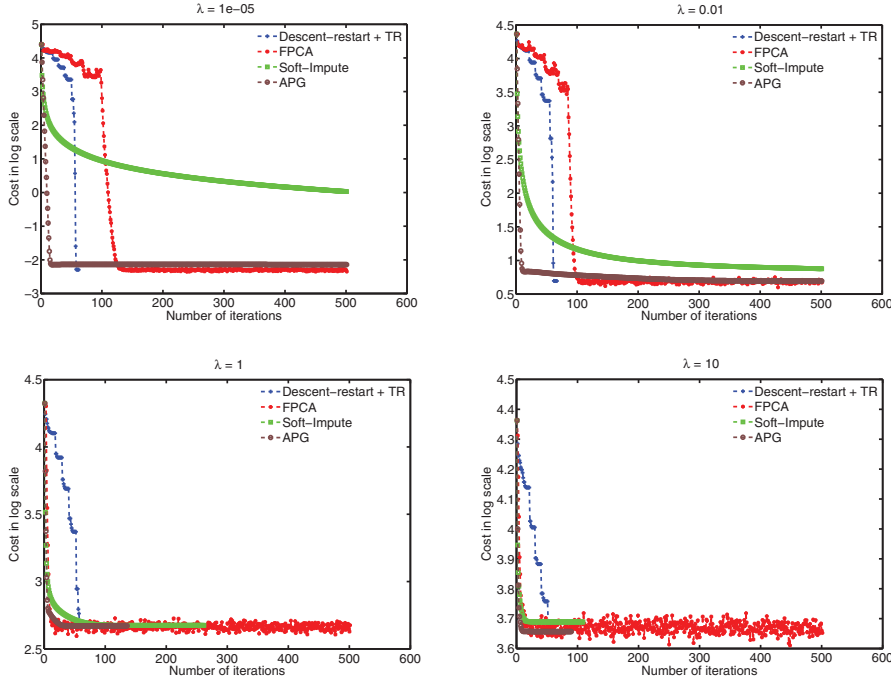 λ = 1e−05
5
4
3
2
1
0
−1
−2
−3
Cost in log scale
0 100 200 300 400 500 600
Number of iterations
Descent−restart + TR
FPCA
Soft−Impute
APG
λ = 0.01
4.5
4
3.5
3
2.5
2
1.5
1
0.5
Cost in log scale
0 100 200 300 400 500 600
Number of iterations
Descent−restart + TR
FPCA
Soft−Impute
APG
λ = 1
4.5
4
3.5
3
2.5
Cost in log scale
0 100 200 300 400 500 600
Number of iterations
Descent−restart + TR
FPCA
Soft−Impute
APG
λ = 10
4.5
4.4
4.3
4.2
4.1
4
3.9
3.8
3.7
3.6
Cost in log scale
0 100 200 300 400 500 600
Number of iterations
Descent−restart + TR
FPCA
Soft−Impute
APG